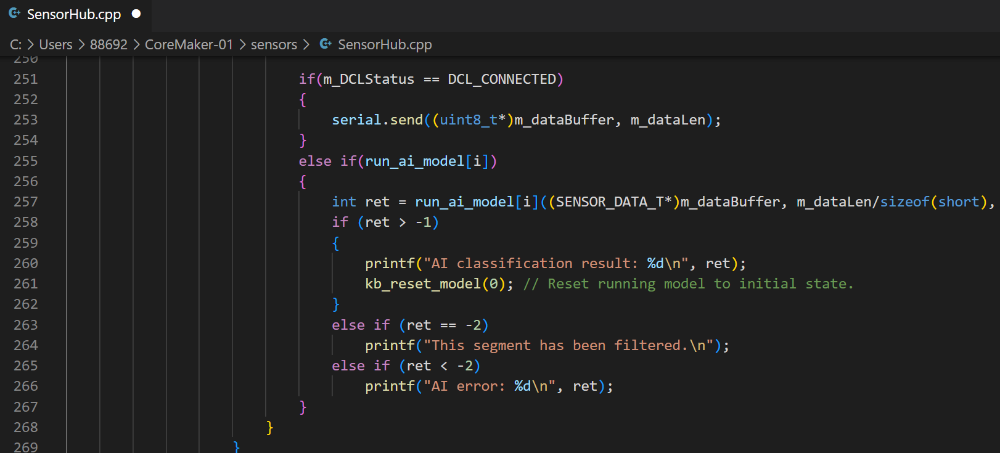 SensorHub.cpp
C: > Users > 88692 > CoreMaker-01 > sensors > SensorHub.cpp
250
251 if(m_DCLStatus == DCL_CONNECTED)
252 {
253 serial.send((uint8_t*)m_dataBuffer, m_dataLen);
254 }
255 else if(run_ai_model[i])
256 {
257 int ret = run_ai_model[i]((SENSOR_DATA_T*)m_dataBuffer, m_dataLen/sizeof(short),
258 if (ret > -1)
259 {
260 printf("AI classification result: %d\n", ret);
261 kb_reset_model(0); // Reset running model to initial state.
262 }
263 else if (ret == -2)
264 printf("This segment has been filtered.\n");
265 else if (ret < -2)
266 printf("AI error: %d\n", ret);
267 }
268 }
269 }